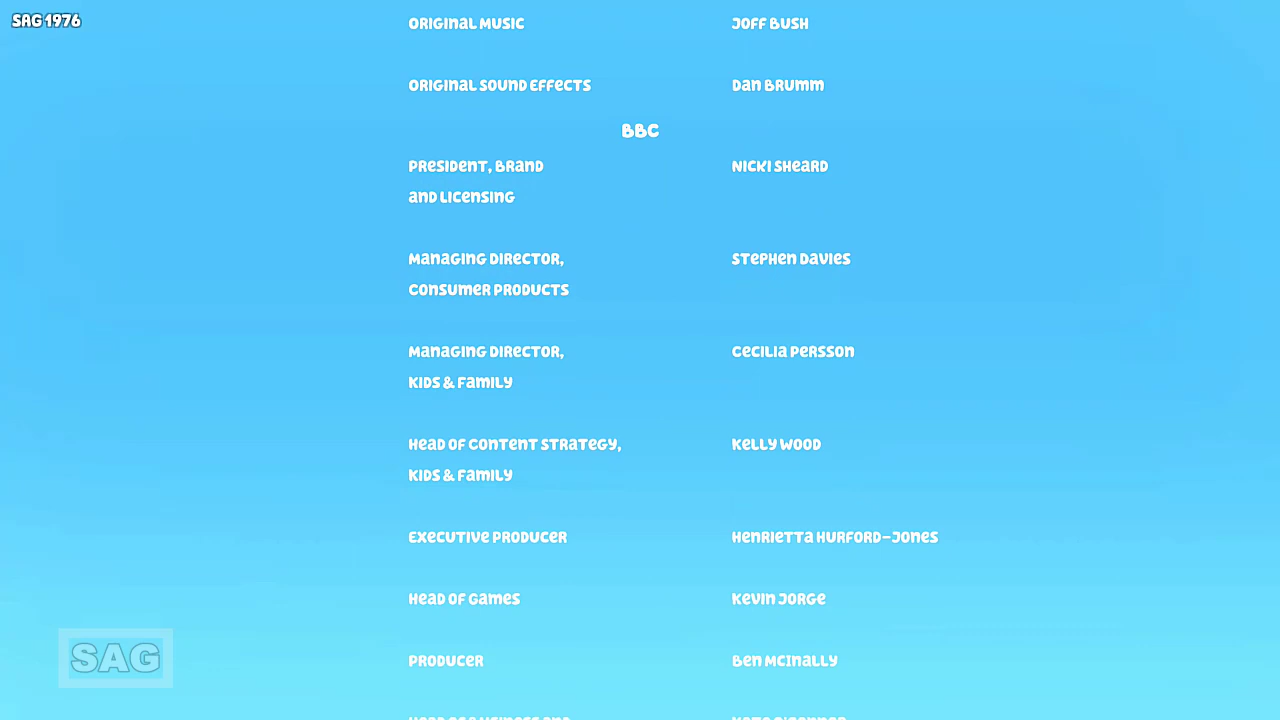 SAG 1976
ORIGINAL MUSIC JOFF BUSH
ORIGINAL SOUND EFFECTS DAN BRUMM
BBC
PRESIDENT, BRAND NICKI SHEARD
AND LICENSING
MANAGING DIRECTOR, STEPHEN DAVIES
CONSUMER PRODUCTS
MANAGING DIRECTOR, CECILIA PERSSON
KIDS & FAMILY
HEAD OF CONTENT STRATEGY, KELLY WOOD
KIDS & FAMILY
EXECUTIVE PRODUCER HENRIETTA HURFORD-JONES
HEAD OF GAMES KEVIN JORGE
PRODUCER BEN MCINALLY
SAG